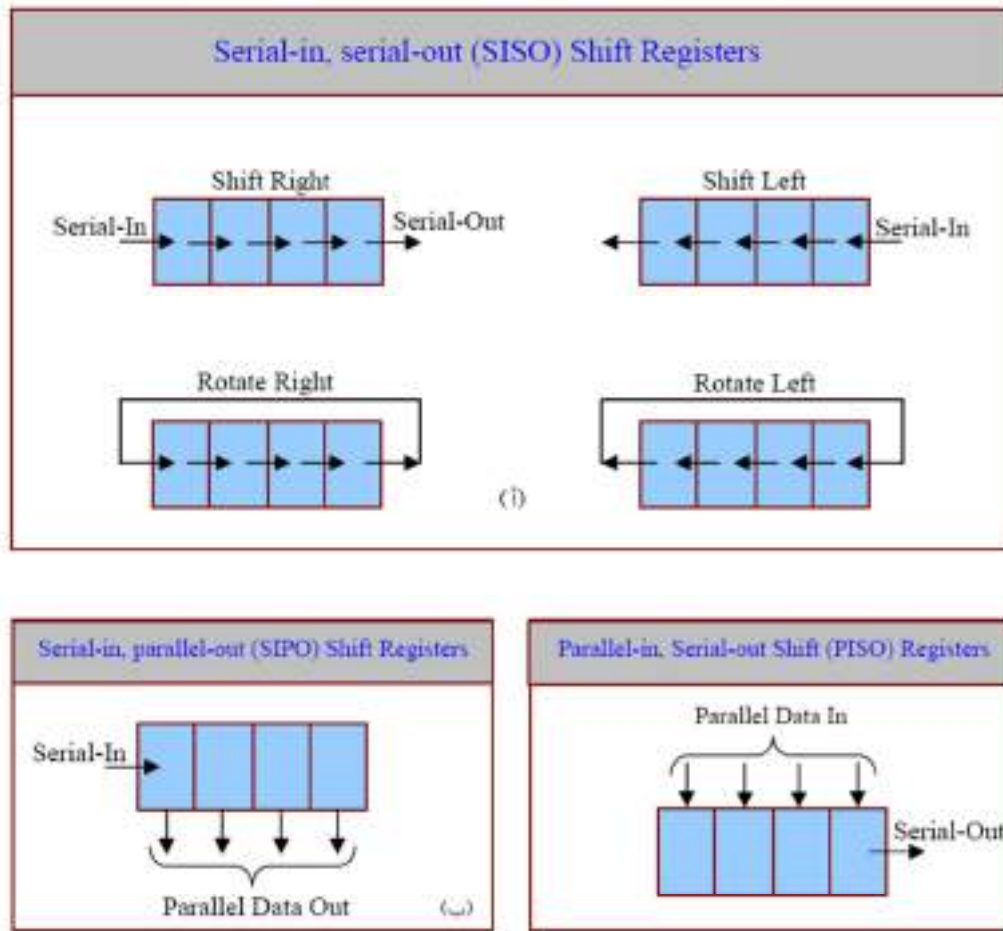 Serial-in, serial-out (SISO) Shift Registers
Shift Right
Shift Left
Serial-In
Serial-Out
Serial-In
Rotate Right
Rotate Left
(أ)
Serial-in, parallel-out (SIPO) Shift Registers
Serial-In
Parallel Data Out
(ب)
Parallel-in, Serial-out Shift (PISO) Registers
Parallel Data In
Serial-Out